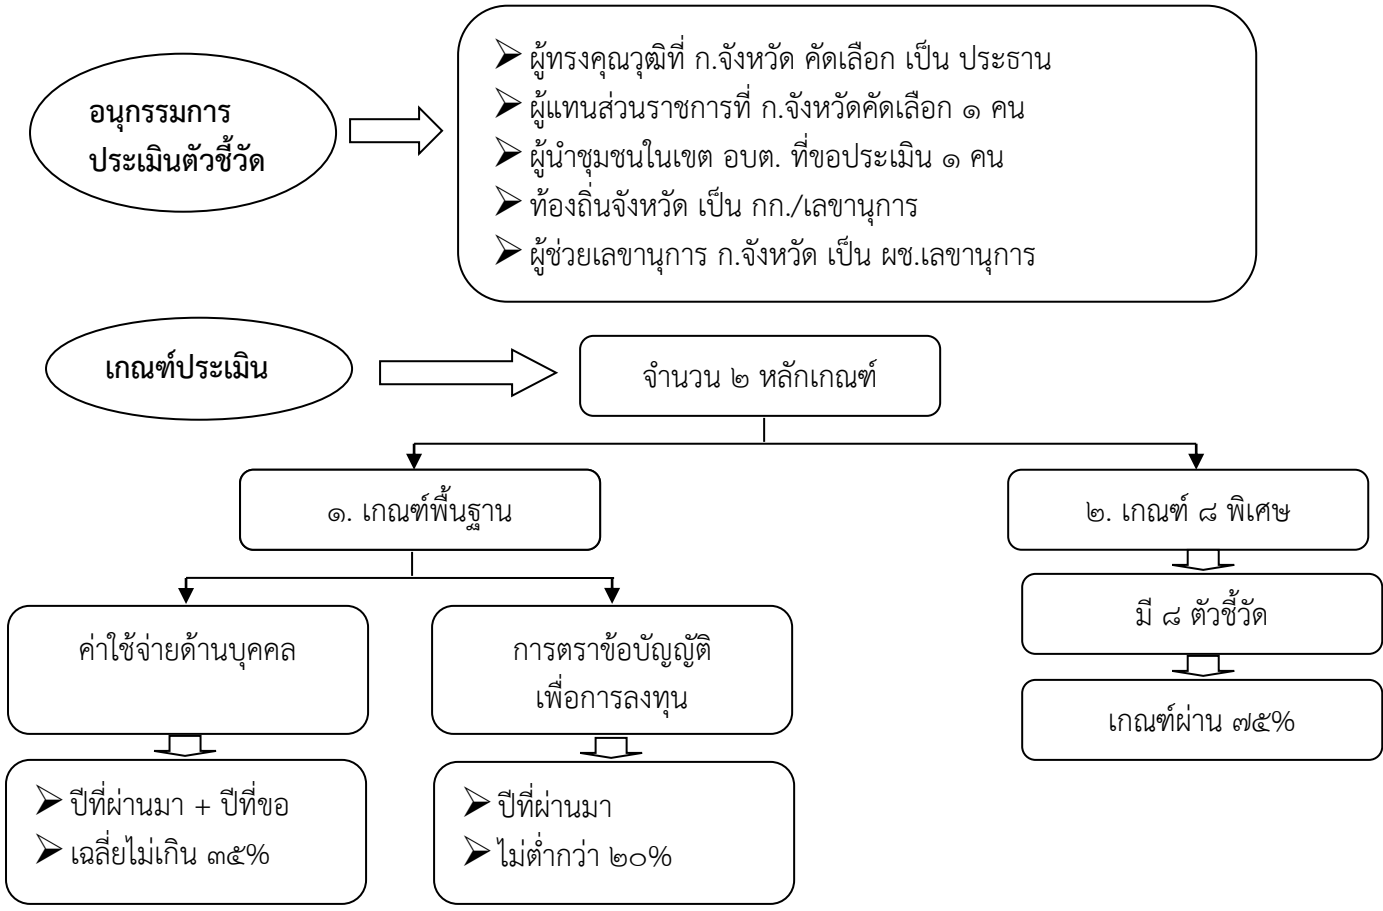 อนุกรรมการ
ประเมินตัวชี้วัด
ผู้ทรงคุณวุฒิที่ ก.จังหวัด คัดเลือก เป็น ประธาน
ผู้แทนส่วนราชการที่ ก.จังหวัดคัดเลือก ๑ คน
ผู้นำชุมชนในเขต อบต. ที่ขอประเมิน ๑ คน
ท้องถิ่นจังหวัด เป็น กก./เลขานุการ
ผู้ช่วยเลขานุการ ก.จังหวัด เป็น ผช.เลขานุการ
เกณฑ์ประเมิน
จำนวน ๒ หลักเกณฑ์
๑. เกณฑ์พื้นฐาน
๒. เกณฑ์ ๘ พิเศษ
ค่าใช้จ่ายด้านบุคคล
การตราข้อบัญญัติ
เพื่อการลงทุน
มี ๘ ตัวชี้วัด
เกณฑ์ผ่าน ๗๕%
ปีที่ผ่านมา + ปีที่ขอ
เฉลี่ยไม่เกิน ๓๕%
ปีที่ผ่านมา
ไม่ต่ำกว่า ๒๐%